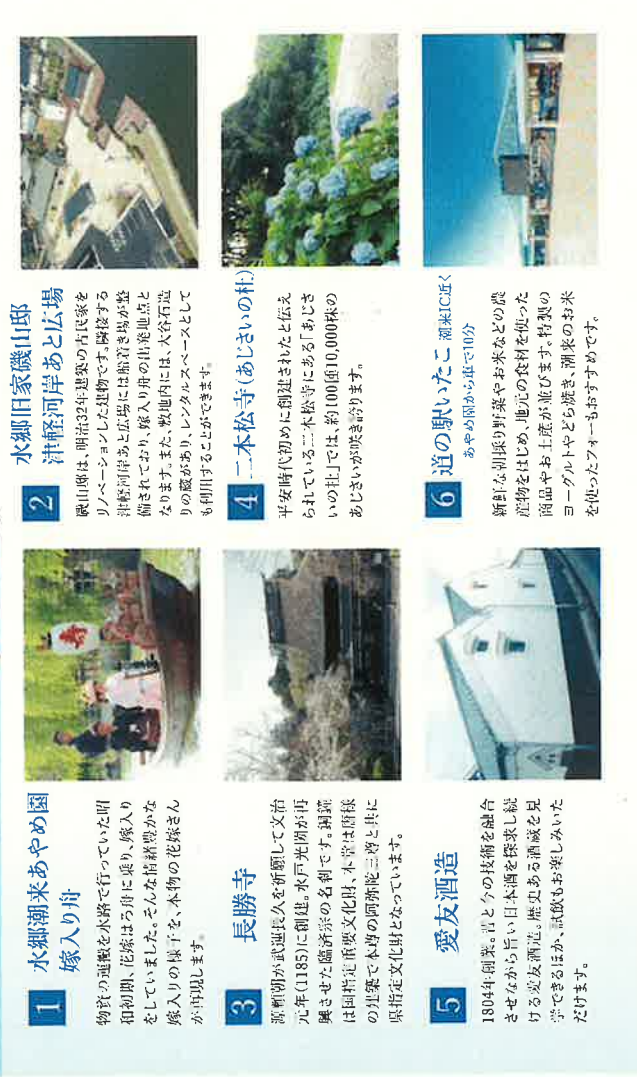 1 水郷潮来あやめ園
嫁入り舟
物資の運搬を水路で行っていた昭
和初期、花嫁はろ舟に乗り、嫁入り
をしていました。そんな情緒豊かな
嫁入りの様子を、本物の花嫁さん
が再現します。
2 水郷旧家磯山邸
津軽河岸あと広場
磯山邸は、明治32年建築の古民家を
リノベーションした建物です。隣接する
津軽河岸あと広場には船着き場が整
備されており、嫁入り舟の出発地点と
なります。また、敷地内には、大谷石造
りの蔵があり、レンタルスペースとして
も利用することができます。
3 長勝寺
源頼朝が武運長久を祈願して文治
元年(1185)に創建。水戸光圀が再
興させた臨済宗の名刹です。銅鐘
は国指定重要文化財、本堂は唐様
の建築で本尊の阿弥陀三尊と共に
県指定文化財となっています。
4 二本松寺(あじさいの杜)
平安時代初めに創建されたと伝え
られている二本松寺にある「あじさ
いの杜」では、約100種10,000株の
あじさいが咲き誇ります。
5 愛友酒造
1804年創業。昔と今の技術を融合
させながら旨い日本酒を探求し続
ける愛友酒造。歴史ある酒蔵を見
学できるほか、試飲もお楽しみいた
だけます。
6 道の駅いたこ 潮来IC近く
あやめ園から車で10分
新鮮な朝採り野菜やお米などの農
産物をはじめ、地元の食材を使った
商品やお土産が並びます。特製の
ヨーグルトやどら焼き、潮来のお米
を使ったフォーもおすすめです。
寿